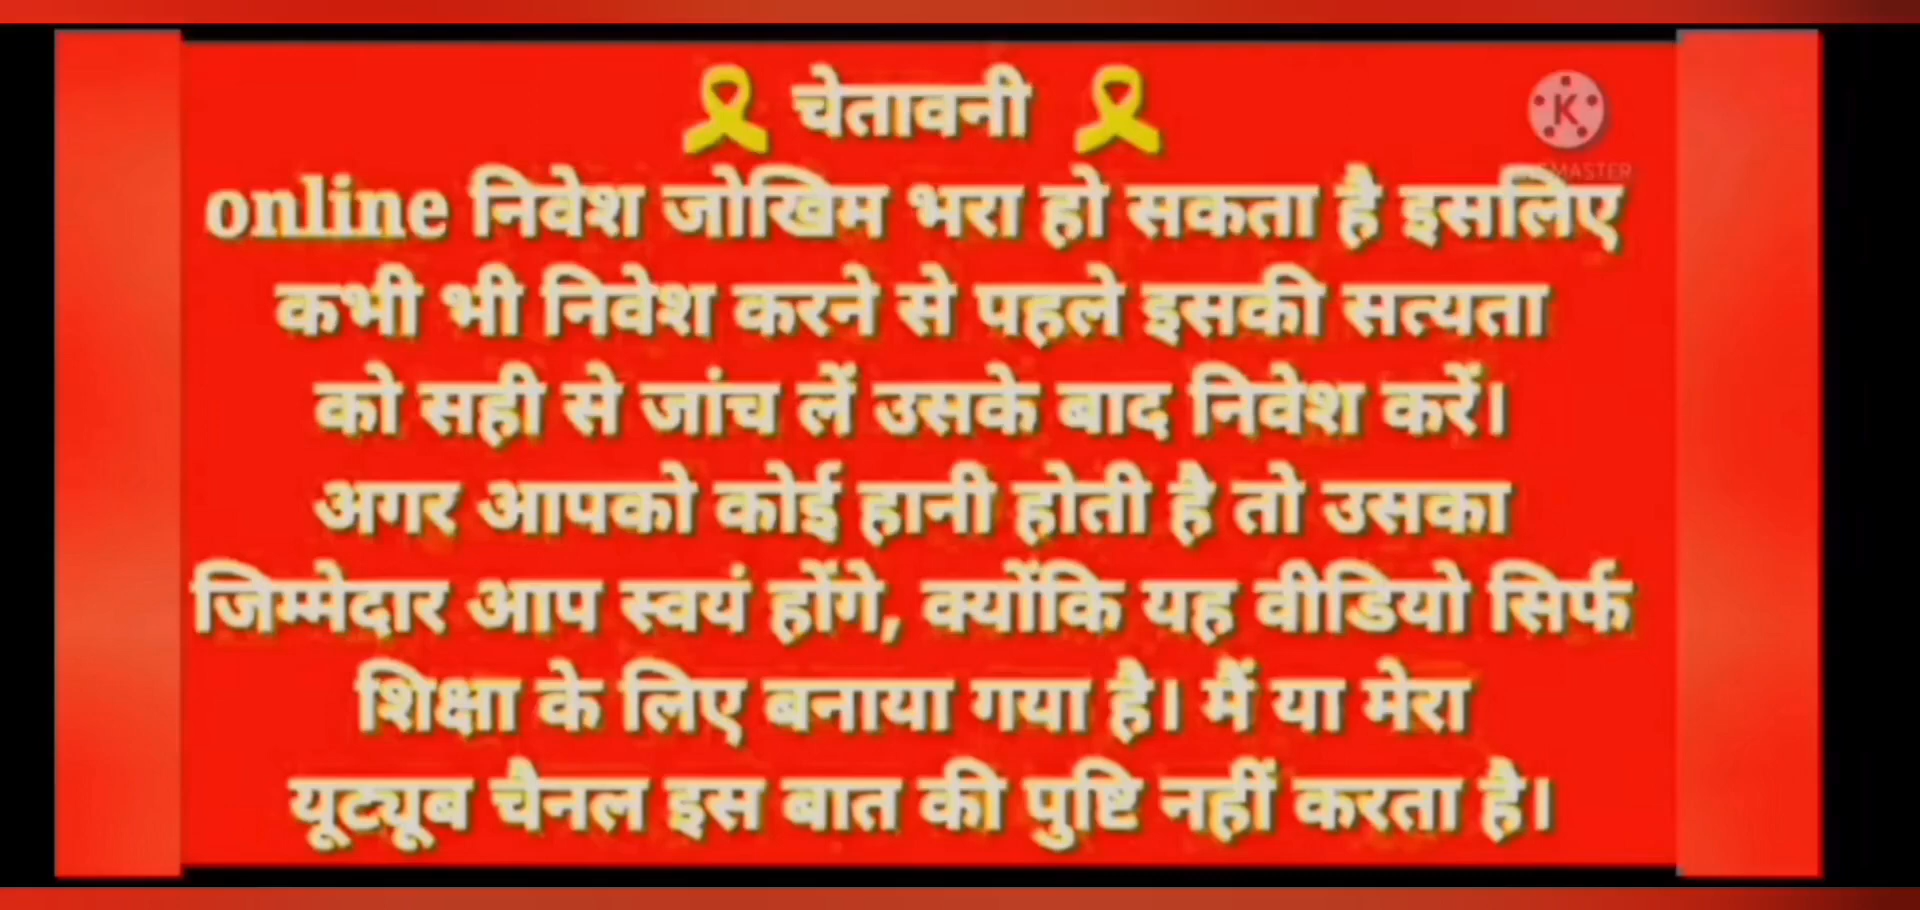 🎗 चेतावनी 🎗
K
online निवेश जोखिम भरा हो सकता है इसलिए
कभी भी निवेश करने से पहले इसकी सत्यता
को सही से जांच लें उसके बाद निवेश करें।
अगर आपको कोई हानी होती है तो उसका
जिम्मेदार आप स्वयं होंगे, क्योंकि यह वीडियो सिर्फ
शिक्षा के लिए बनाया गया है। मैं या मेरा
यूट्यूब चैनल इस बात की पुष्टि नहीं करता है।